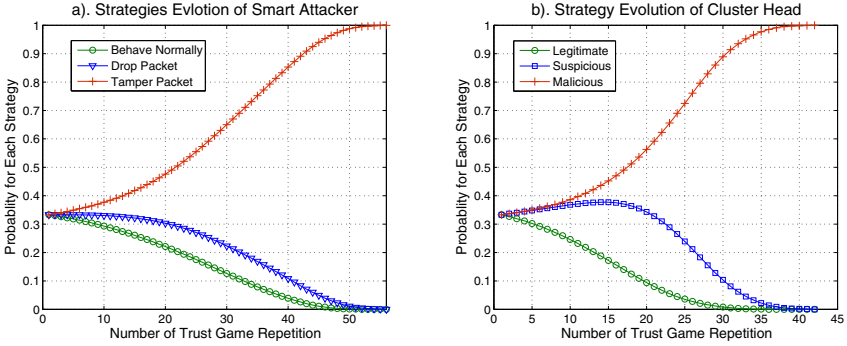 a). Strategies Evlotion of Smart Attacker
1
0.9
0.8
0.7
0.6
0.5
0.4
0.3
0.2
0.1
0
Probablity for Each Strategy
Behave Normally
Drop Packet
Tamper Packet
0 10 20 30 40 50
Number of Trust Game Repetition
b). Strategy Evolution of Cluster Head
1
0.9
0.8
0.7
0.6
0.5
0.4
0.3
0.2
0.1
0
Probability for Each Strategy
Legitimate
Suspicious
Malicious
0 5 10 15 20 25 30 35 40 45
Number of Trust Game Repetition